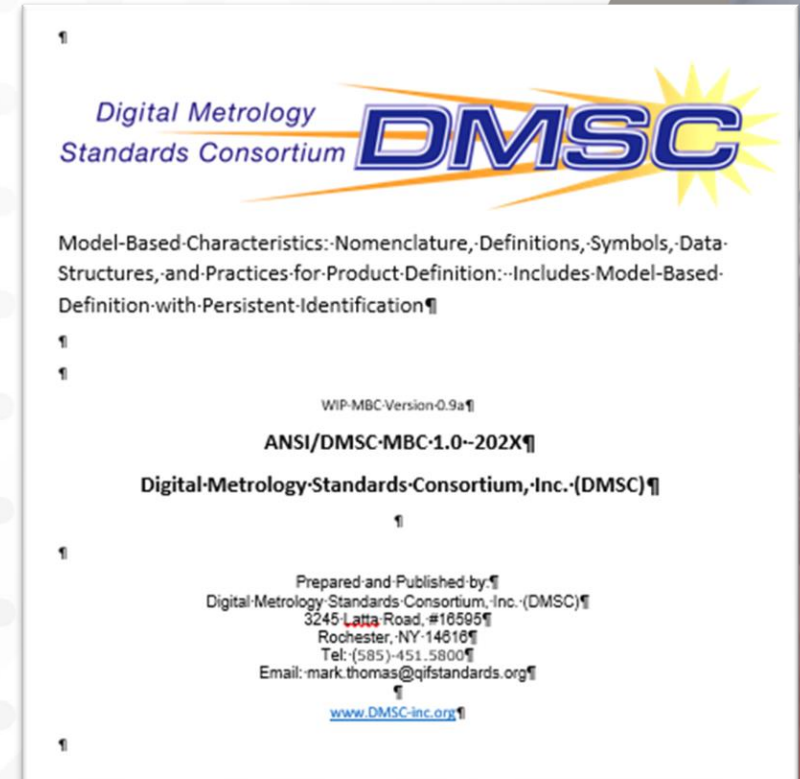 ¶
Digital Metrology
Standards Consortium
DMSC
Model-Based·Characteristics:·Nomenclature,·Definitions,·Symbols,·Data·
Structures,·and·Practices·for·Product·Definition:··Includes·Model-Based·
Definition·with·Persistent·Identification¶
¶
¶
WIP·MBC·Version·0.9a¶
ANSI/DMSC·MBC·1.0·-202X¶
Digital·Metrology·Standards·Consortium,·Inc.·(DMSC)¶
¶
¶
Prepared·and·Published·by:¶
Digital·Metrology·Standards·Consortium,·Inc.·(DMSC)¶
3245·Latta·Road,·#16595¶
Rochester,·NY·14616¶
Tel:·(585)·451.5800¶
Email:·mark.thomas@qifstandards.org¶
¶
www.DMSC-inc.org¶
¶